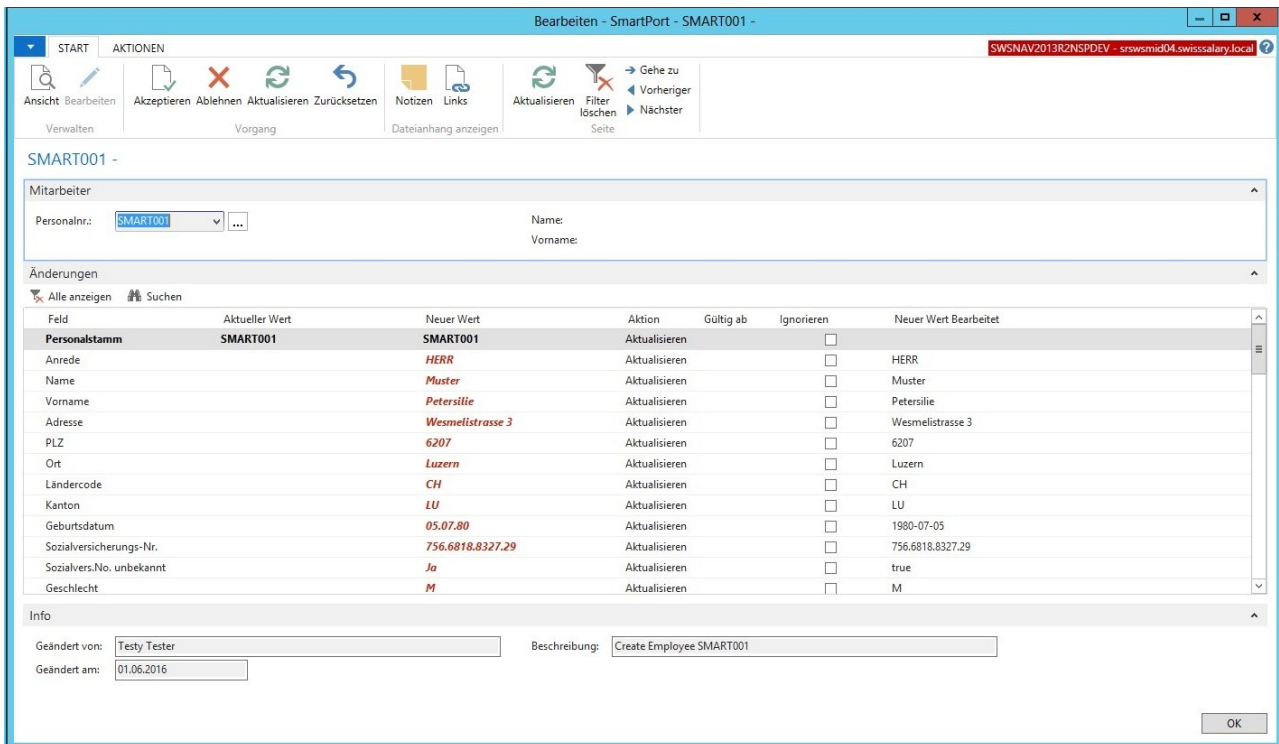 Bearbeiten - SmartPort - SMART001 -
START AKTIONEN
SWSNAV2013R2NSPDEV - srswsmid04.swisssalary.local
Ansicht Bearbeiten Akzeptieren Ablehnen Aktualisieren Zurücksetzen Notizen Links Aktualisieren Filter löschen Gehe zu
Vorheriger
Nächster
Verwalten Vorgang Dateianhang anzeigen Seite
SMART001 -
Mitarbeiter
Personalnr.: SMART001 ... Name:
Vorname:
Änderungen
Alle anzeigen Suchen
Feld Aktueller Wert Neuer Wert Aktion Gültig ab Ignorieren Neuer Wert Bearbeitet
Personalstamm SMART001 SMART001 Aktualisieren
Anrede HERR Aktualisieren HERR
Name Muster Aktualisieren Muster
Vorname Petersilie Aktualisieren Petersilie
Adresse Wesmelistrasse 3 Aktualisieren Wesmelistrasse 3
PLZ 6207 Aktualisieren 6207
Ort Luzern Aktualisieren Luzern
Ländercode CH Aktualisieren CH
Kanton LU Aktualisieren LU
Geburtsdatum 05.07.80 Aktualisieren 1980-07-05
Sozialversicherungs-Nr. 756.6818.8327.29 Aktualisieren 756.6818.8327.29
Sozialvers.No. unbekannt Ja Aktualisieren true
Geschlecht M Aktualisieren M
Info
Geändert von: Testy Tester Beschreibung: Create Employee SMART001
Geändert am: 01.06.2016
OK